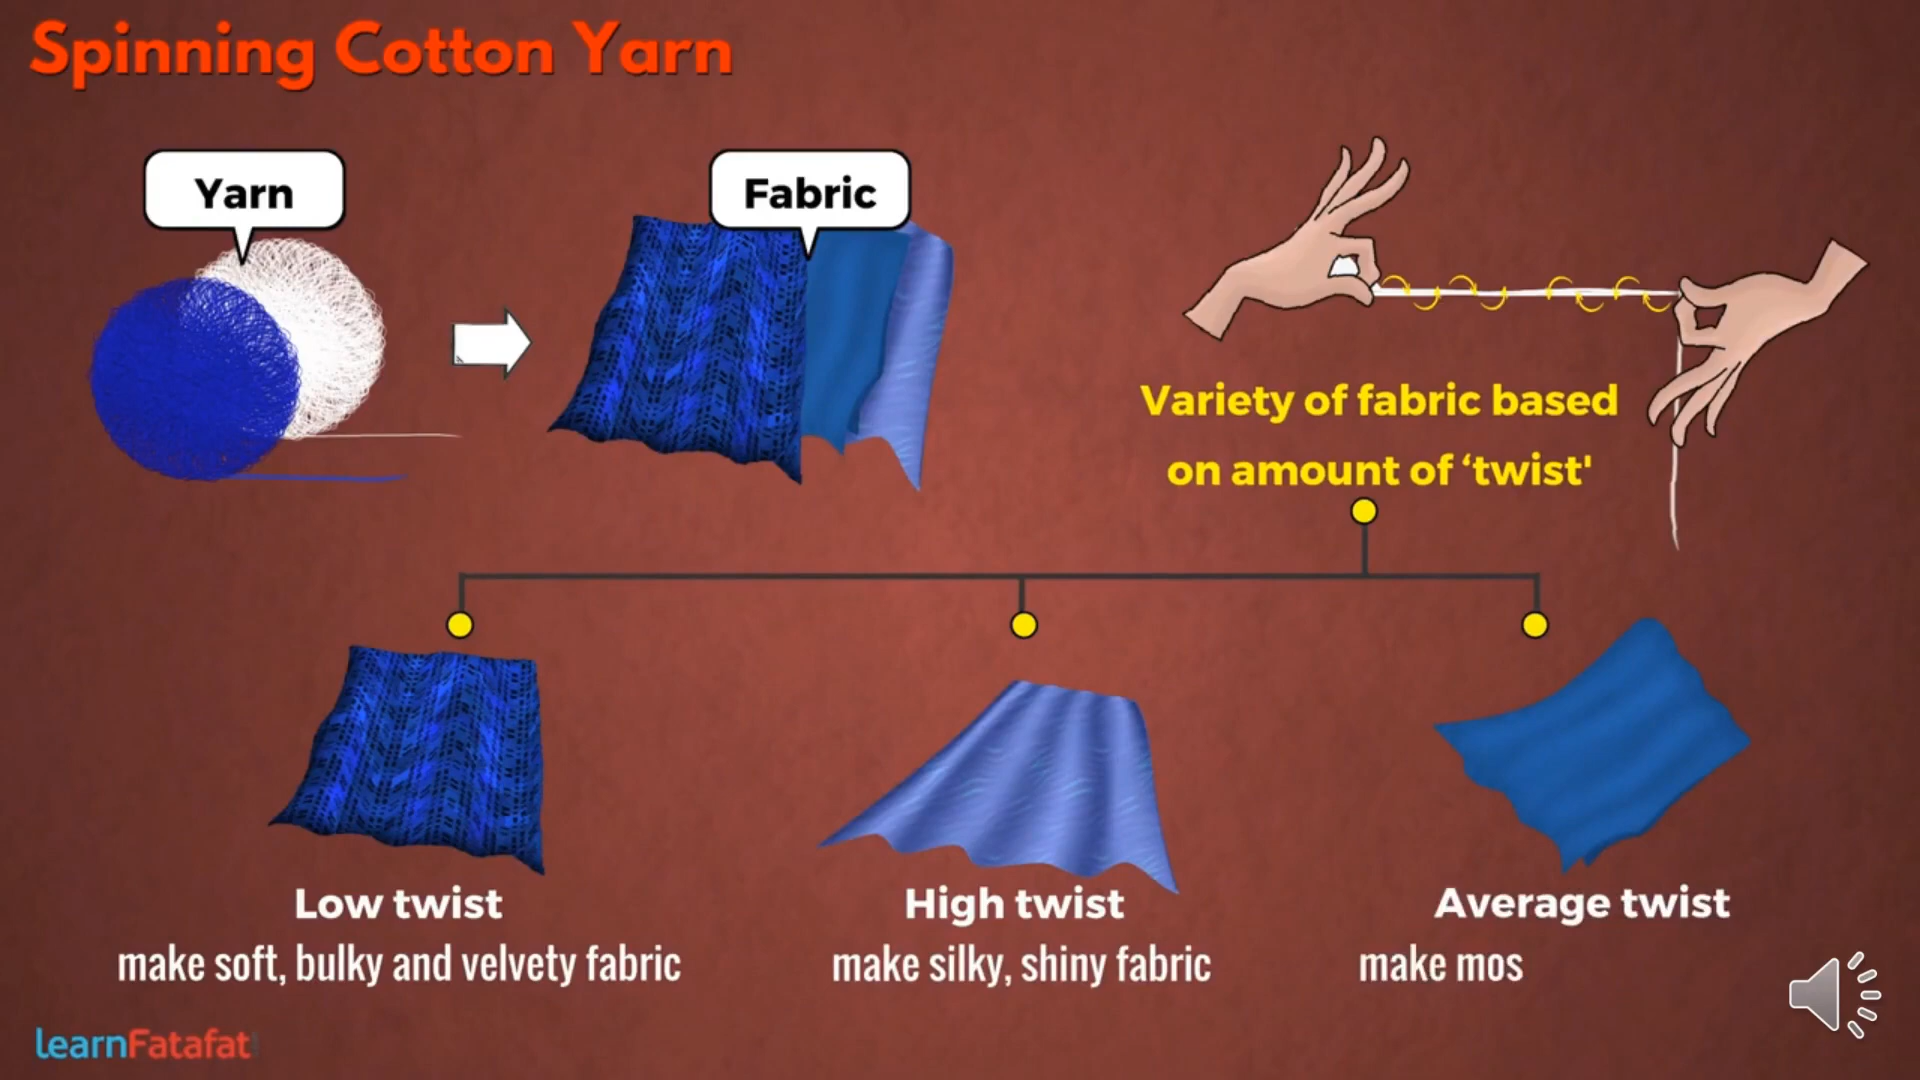 Spinning Cotton Yarn
Yarn
Fabric
Variety of fabric based
on amount of ‘twist'
Low twist
make soft, bulky and velvety fabric
High twist
make silky, shiny fabric
Average twist
make mos
learnFatafat